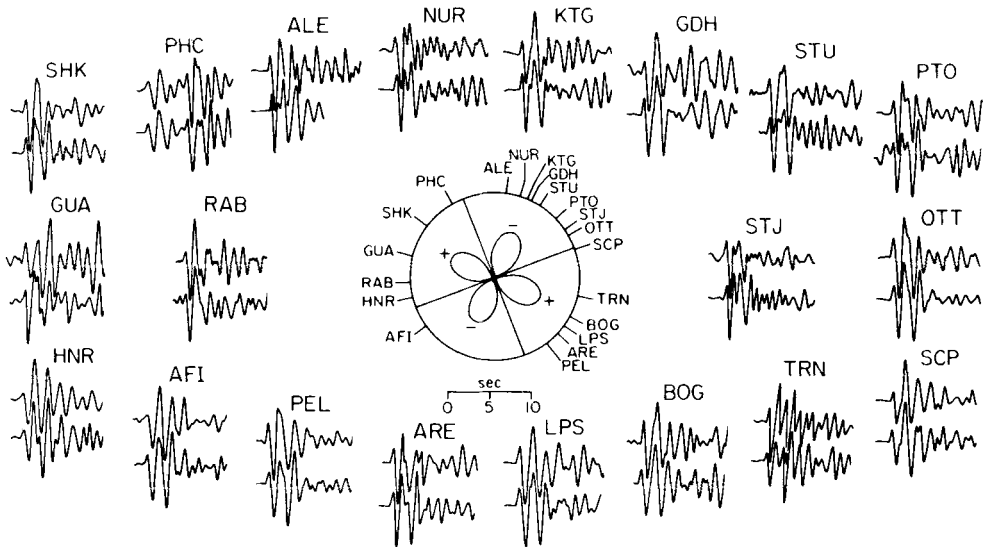 SHK
PHC
ALE
NUR
KTG
GDH
STU
PTO
GUA
RAB
STJ
OTT
HNR
AFI
PEL
ARE
LPS
BOG
TRN
SCP
PHC
ALE
NUR
KTG
GDH
STU
PTO
STJ
OTT
SCP
SHK
GUA
RAB
HNR
AFI
TRN
BOG
LPS
ARE
PEL
−
+
+
−
sec
0 5 10